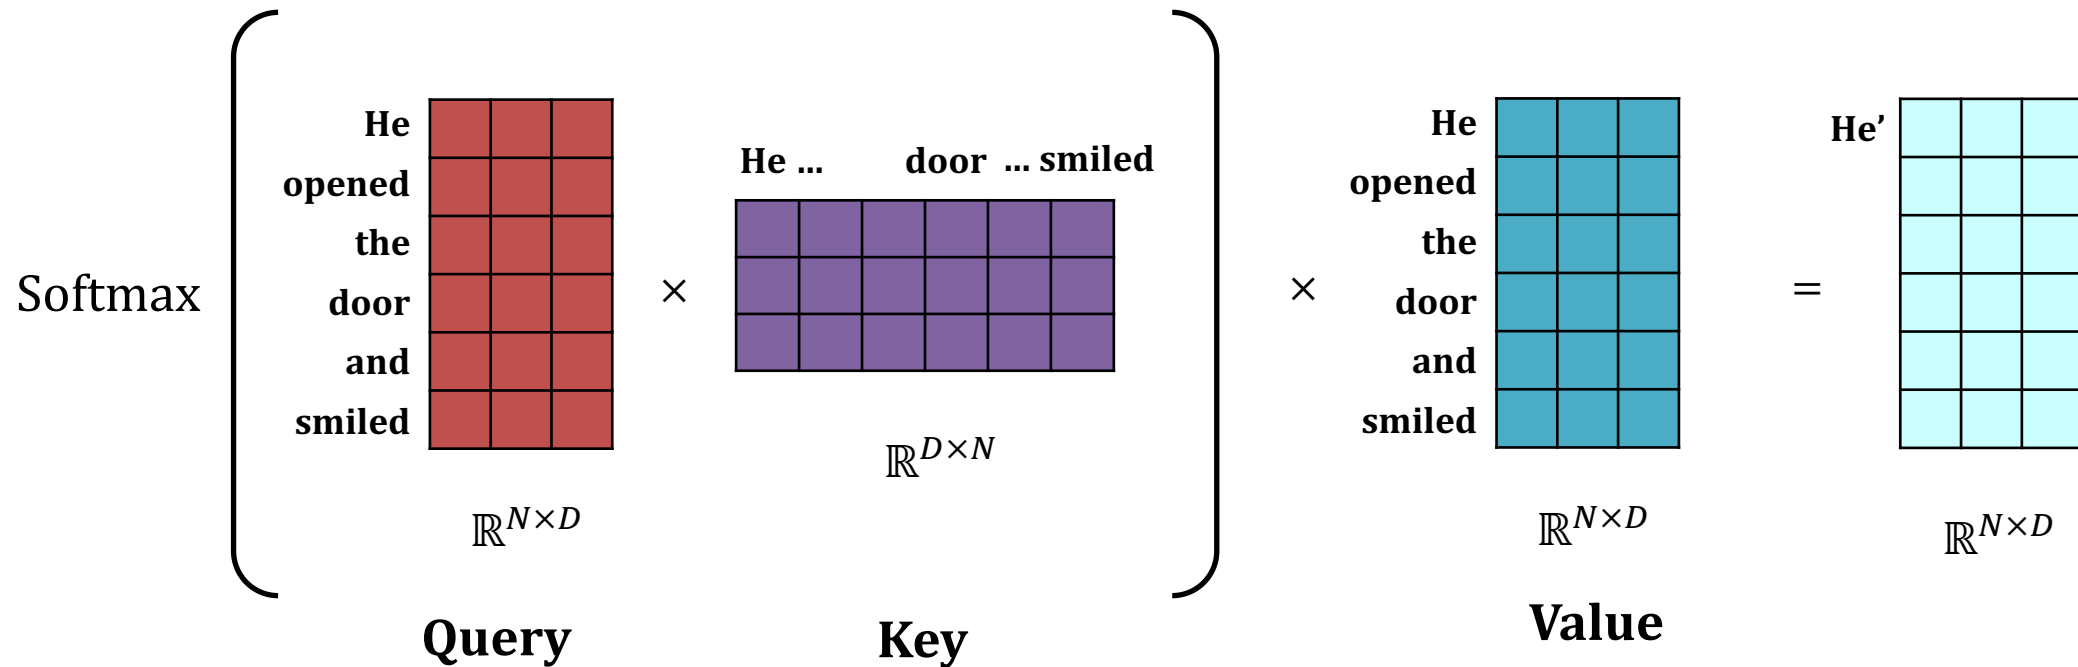 Softmax
He
opened
the
door
and
smiled
ℝ^{N×D}
Query
×
He ... door ... smiled
ℝ^{D×N}
Key
×
He
opened
the
door
and
smiled
ℝ^{N×D}
Value
=
He’
ℝ^{N×D}